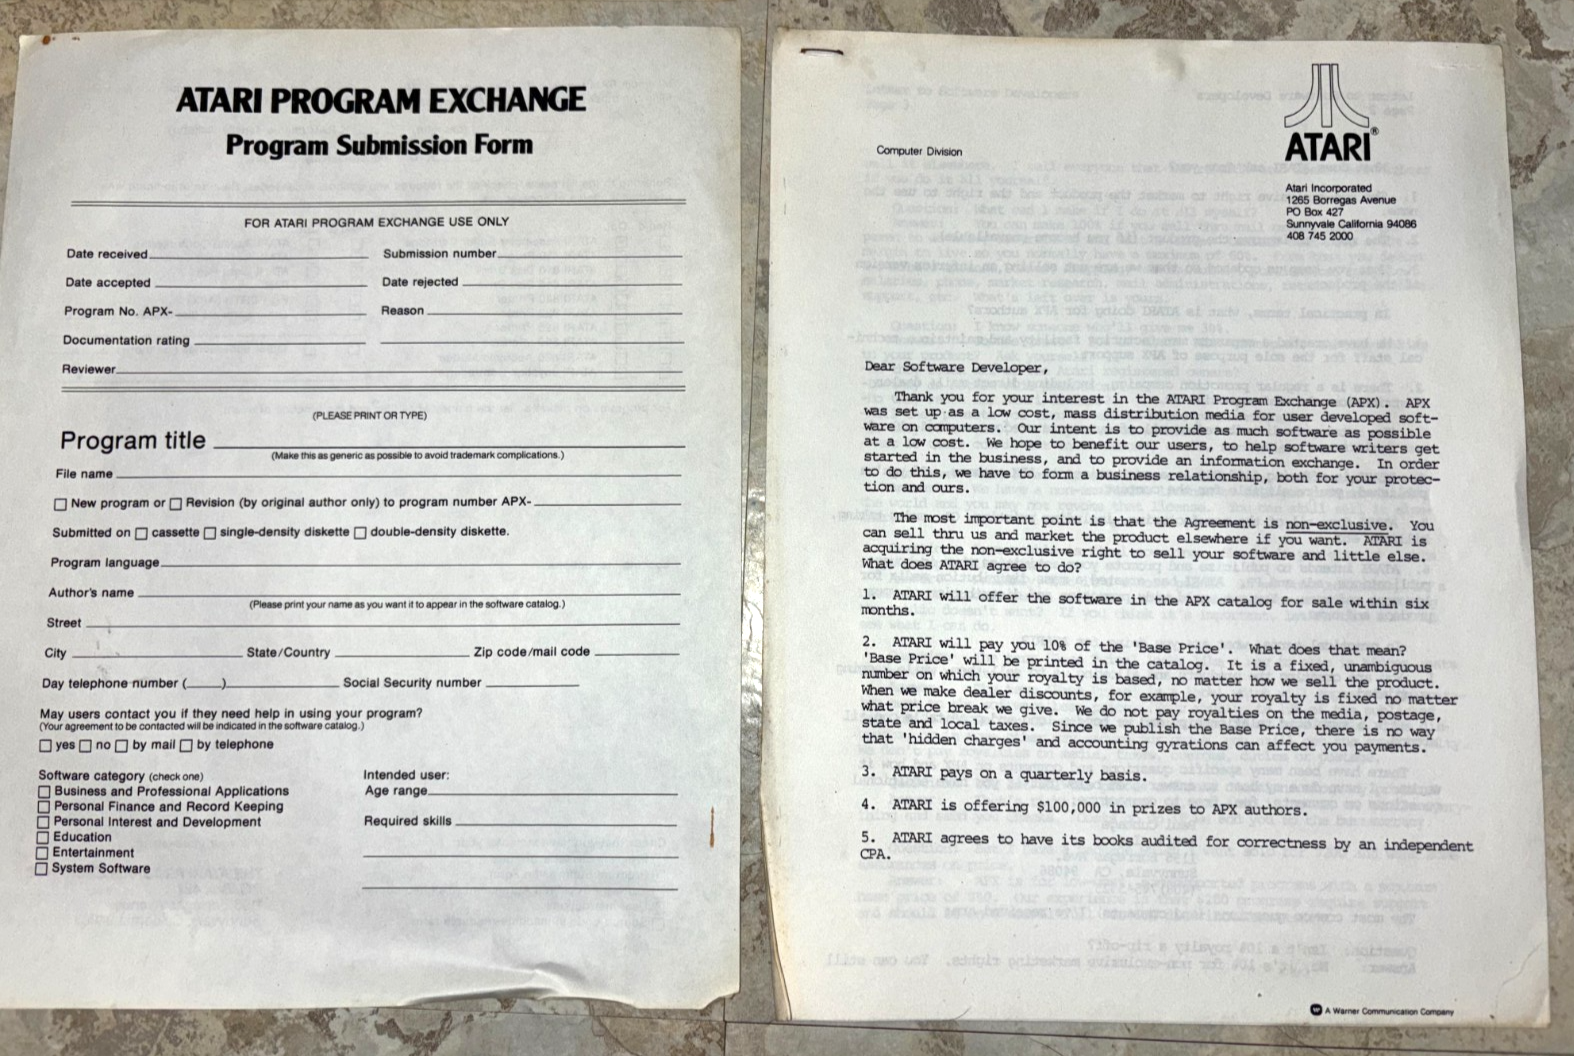 ATARI PROGRAM EXCHANGE
Program Submission Form
FOR ATARI PROGRAM EXCHANGE USE ONLY
Date received Submission number
Date accepted Date rejected
Program No. APX- Reason
Documentation rating
Reviewer
(PLEASE PRINT OR TYPE)
Program title
(Make this as generic as possible to avoid trademark complications.)
File name
New program or Revision (by original author only) to program number APX-
Submitted on cassette single-density diskette double-density diskette.
Program language
Author's name
(Please print your name as you want it to appear in the software catalog.)
Street
City State/Country Zip code/mail code
Day telephone number ( ) Social Security number
May users contact you if they need help in using your program?
(Your agreement to be contacted will be indicated in the software catalog.)
yes no by mail by telephone
Software category (check one)
Business and Professional Applications
Personal Finance and Record Keeping
Personal Interest and Development
Education
Entertainment
System Software
Intended user:
Age range
Required skills
ATARI®
Computer Division
Atari Incorporated
1265 Borregas Avenue
PO Box 427
Sunnyvale California 94086
408 745 2000
Dear Software Developer,
Thank you for your interest in the ATARI Program Exchange (APX). APX
was set up as a low cost, mass distribution media for user developed soft-
ware on computers. Our intent is to provide as much software as possible
at a low cost. We hope to benefit our users, to help software writers get
started in the business, and to provide an information exchange. In order
to do this, we have to form a business relationship, both for your protec-
tion and ours.
The most important point is that the Agreement is non-exclusive. You
can sell thru us and market the product elsewhere if you want. ATARI is
acquiring the non-exclusive right to sell your software and little else.
What does ATARI agree to do?
1. ATARI will offer the software in the APX catalog for sale within six
months.
2. ATARI will pay you 10% of the 'Base Price'. What does that mean?
'Base Price' will be printed in the catalog. It is a fixed, unambiguous
number on which your royalty is based, no matter how we sell the product.
When we make dealer discounts, for example, your royalty is fixed no matter
what price break we give. We do not pay royalties on the media, postage,
state and local taxes. Since we publish the Base Price, there is no way
that 'hidden charges' and accounting gyrations can affect you payments.
3. ATARI pays on a quarterly basis.
4. ATARI is offering $100,000 in prizes to APX authors.
5. ATARI agrees to have its books audited for correctness by an independent
CPA.
A Warner Communication Company